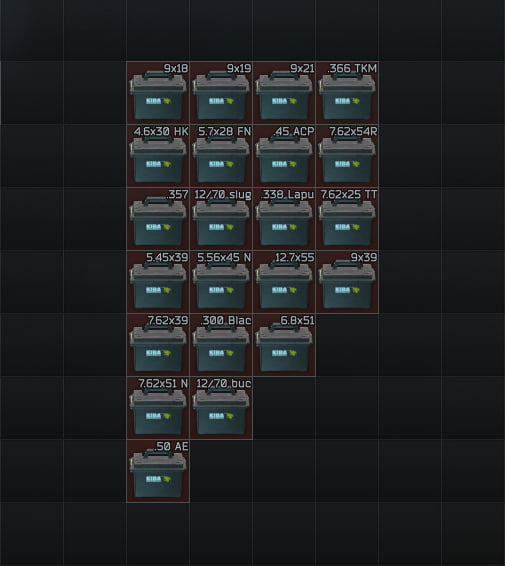 9x18 9x19 9x21 .366 TKM
KIBA KIBA KIBA KIBA
4.6x30 HK 5.7x28 FN .45 ACP 7.62x54R
KIBA KIBA KIBA KIBA
.357 12/70 slug .338 Lapu 7.62x25 TT
KIBA KIBA KIBA KIBA
5.45x39 5.56x45 N 12.7x55 9x39
KIBA KIBA KIBA KIBA
7.62x39 .300 Blac 6.8x51
KIBA KIBA KIBA
7.62x51 N 12/70 buc
KIBA KIBA
.50 AE
KIBA